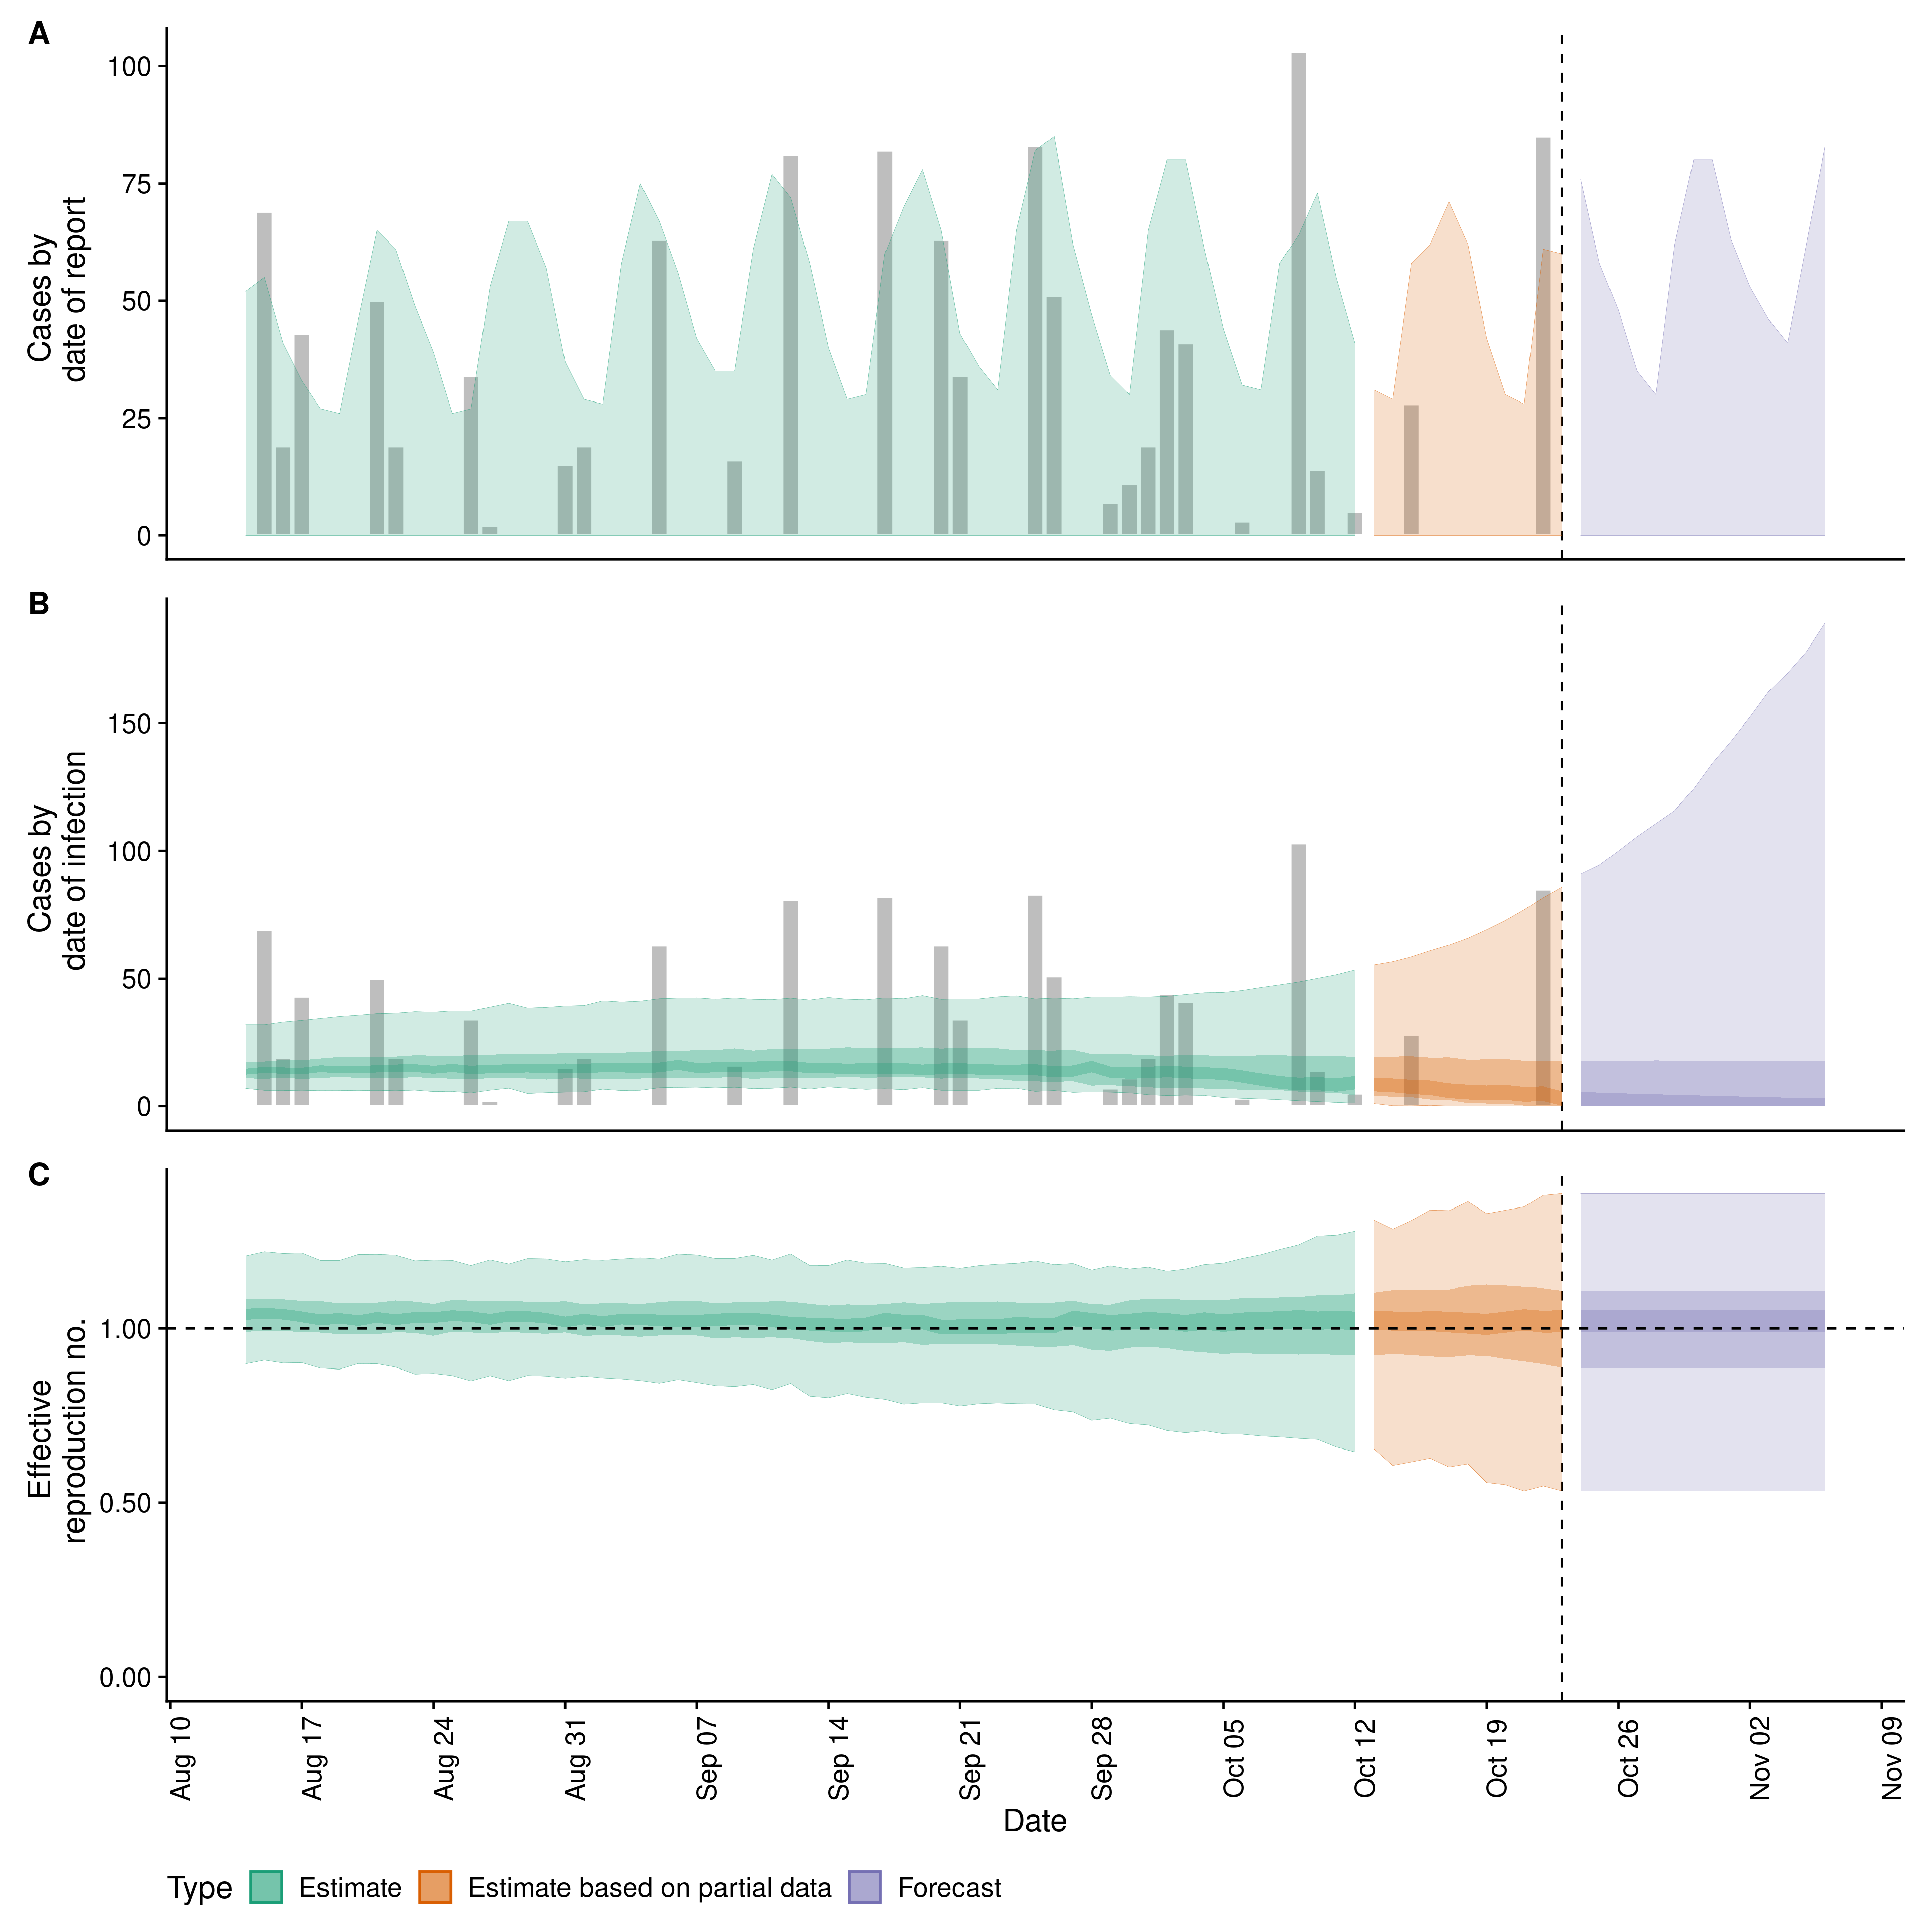 A
Cases by
date of report
100
75
50
25
0
B
Cases by
date of infection
150
100
50
0
C
Effective
reproduction no.
1.00
0.50
0.00
Aug 10
Aug 17
Aug 24
Aug 31
Sep 07
Sep 14
Sep 21
Sep 28
Oct 05
Oct 12
Oct 19
Oct 26
Nov 02
Nov 09
Date
Type Estimate Estimate based on partial data Forecast